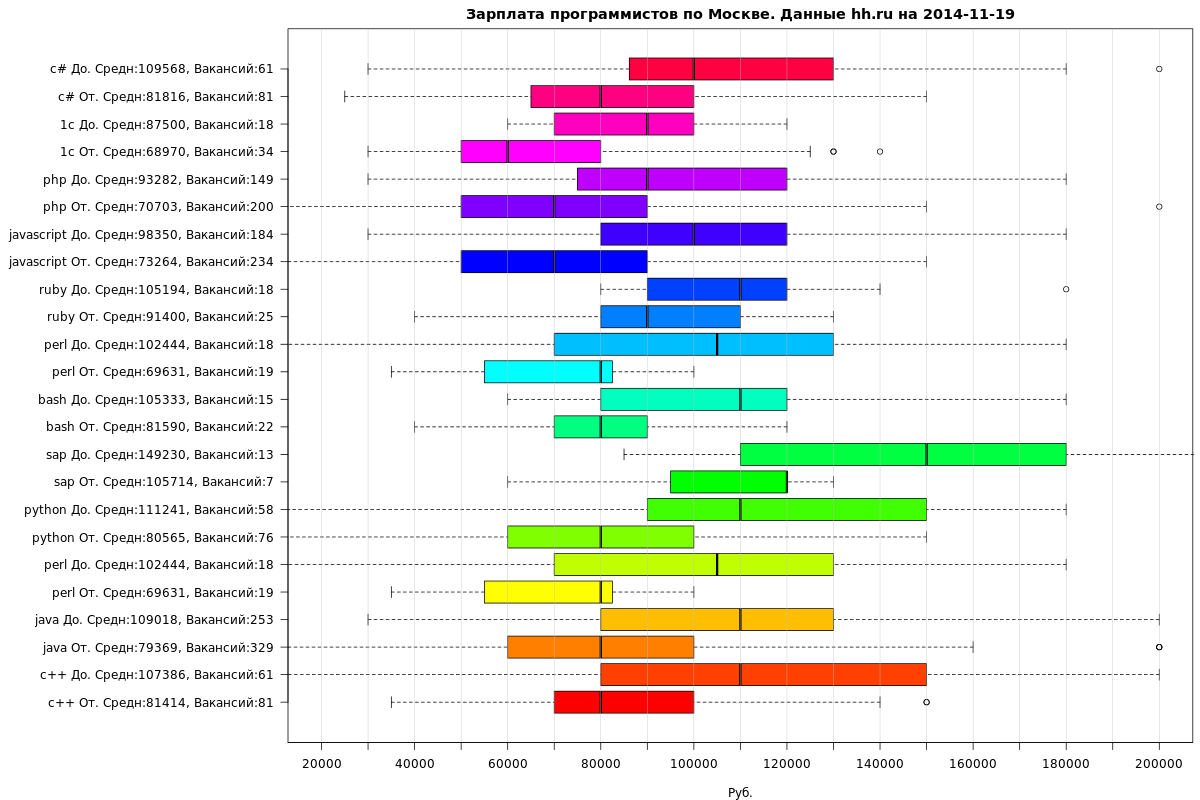 Зарплата программистов по Москве. Данные hh.ru на 2014-11-19
c# До. Средн:109568, Вакансий:61
c# От. Средн:81816, Вакансий:81
1c До. Средн:87500, Вакансий:18
1c От. Средн:68970, Вакансий:34
php До. Средн:93282, Вакансий:149
php От. Средн:70703, Вакансий:200
javascript До. Средн:98350, Вакансий:184
javascript От. Средн:73264, Вакансий:234
ruby До. Средн:105194, Вакансий:18
ruby От. Средн:91400, Вакансий:25
perl До. Средн:102444, Вакансий:18
perl От. Средн:69631, Вакансий:19
bash До. Средн:105333, Вакансий:15
bash От. Средн:81590, Вакансий:22
sap До. Средн:149230, Вакансий:13
sap От. Средн:105714, Вакансий:7
python До. Средн:111241, Вакансий:58
python От. Средн:80565, Вакансий:76
perl До. Средн:102444, Вакансий:18
perl От. Средн:69631, Вакансий:19
java До. Средн:109018, Вакансий:253
java От. Средн:79369, Вакансий:329
c++ До. Средн:107386, Вакансий:61
c++ От. Средн:81414, Вакансий:81
20000 40000 60000 80000 100000 120000 140000 160000 180000 200000
Руб.